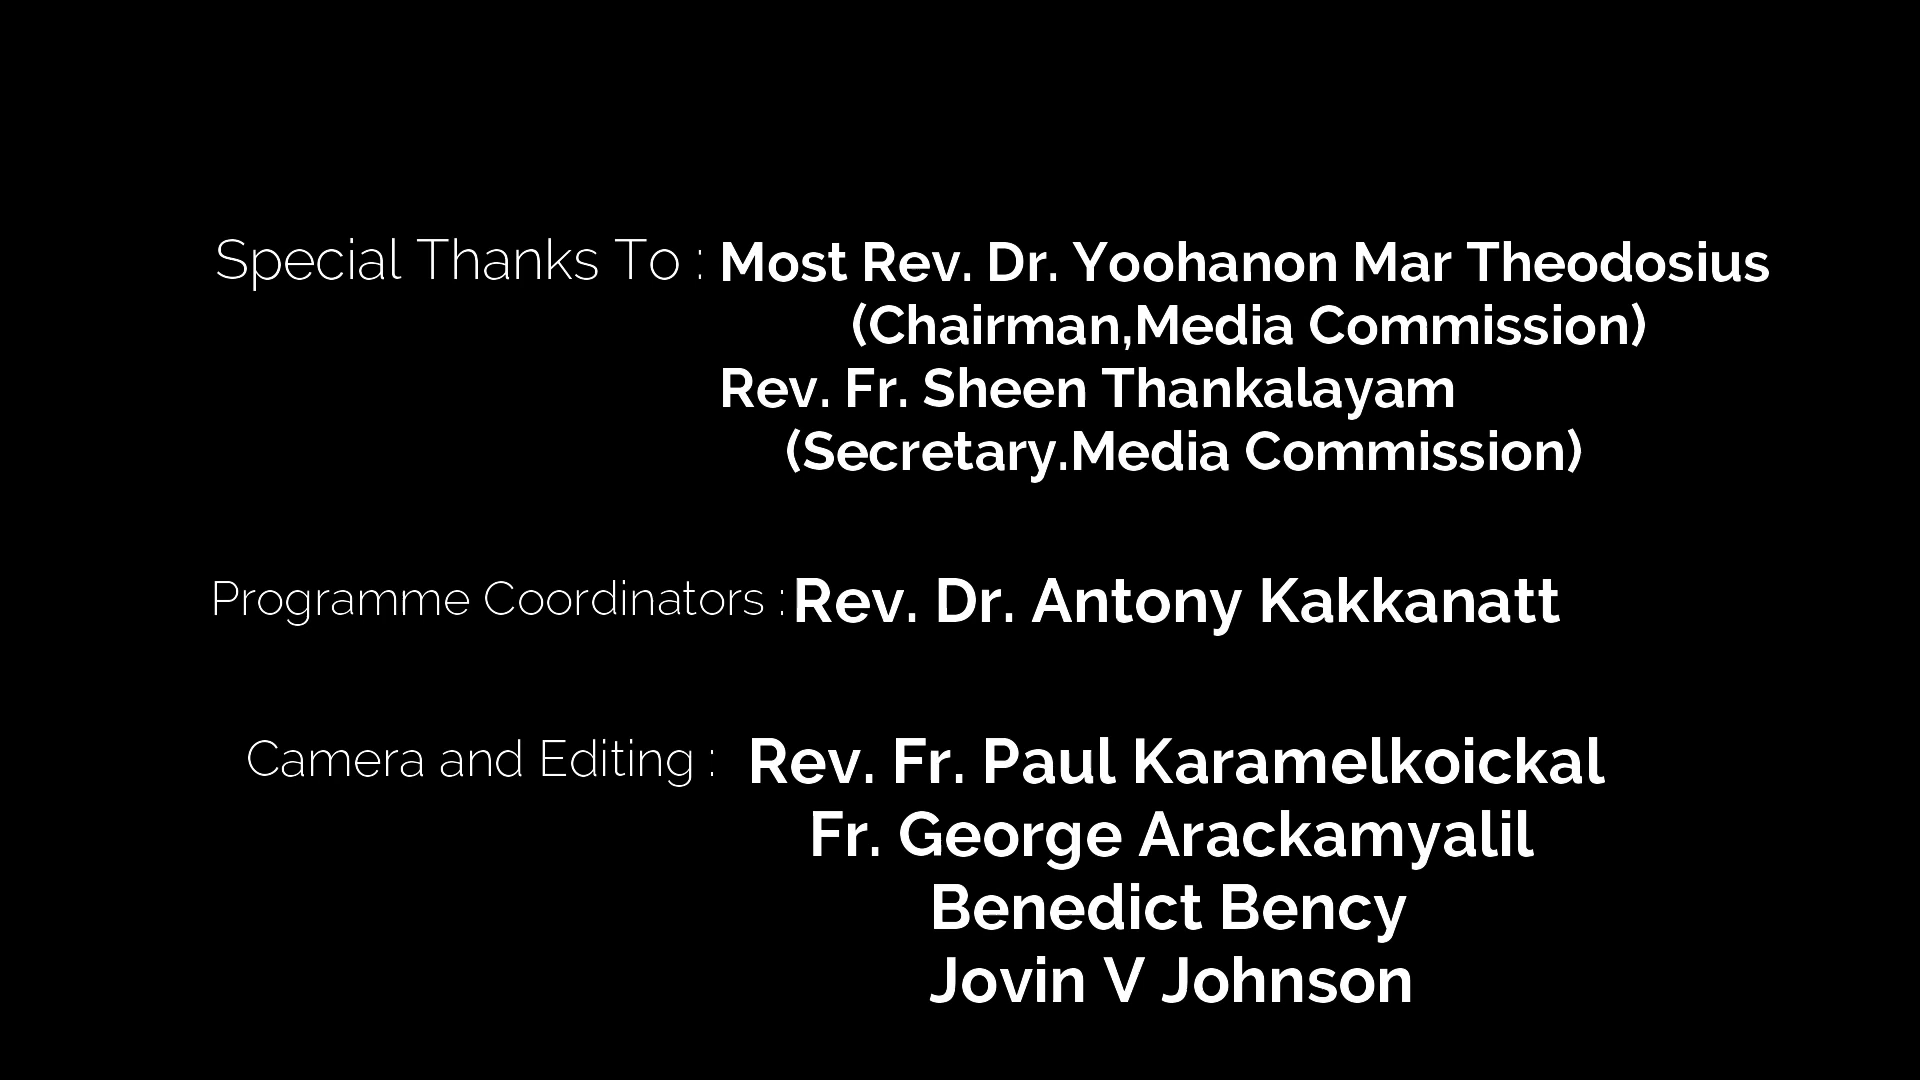 Special Thanks To : Most Rev. Dr. Yoohanon Mar Theodosius
(Chairman,Media Commission)
Rev. Fr. Sheen Thankalayam
(Secretary.Media Commission)
Programme Coordinators : Rev. Dr. Antony Kakkanatt
Camera and Editing : Rev. Fr. Paul Karamelkoickal
Fr. George Arackamyalil
Benedict Bency
Jovin V Johnson